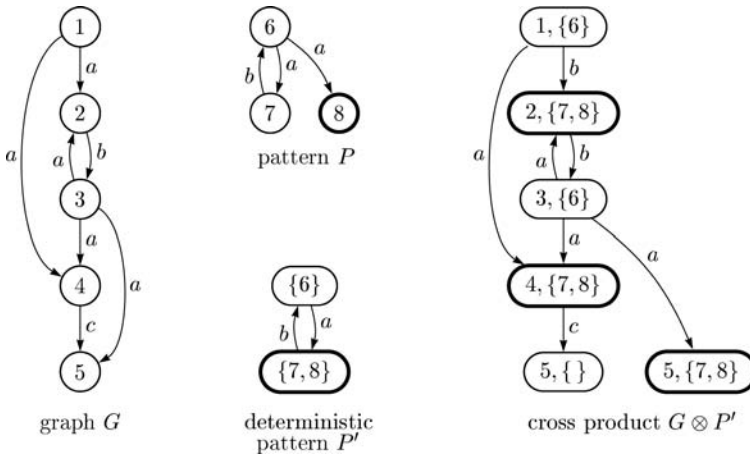 1
a
2
a
a
b
3
a
a
4
c
5
graph G
6
b
a
a
7
8
pattern P
{6}
b
a
{7, 8}
deterministic
pattern P′
1, {6}
b
2, {7, 8}
a
a
b
3, {6}
a
a
4, {7, 8}
c
5, { }
5, {7, 8}
cross product G ⊗ P′